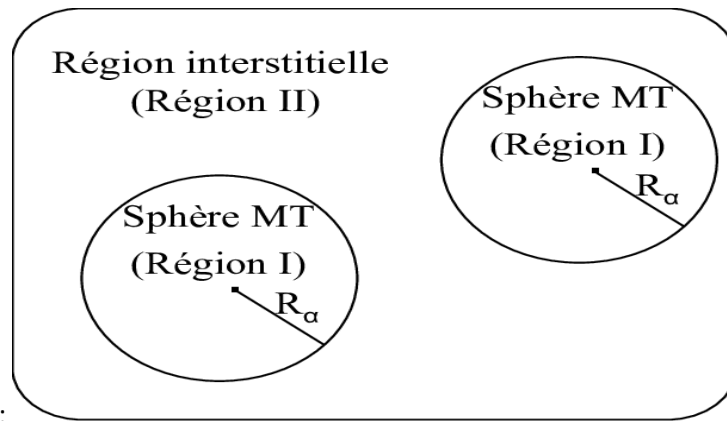 Région interstitielle
(Région II)
Sphère MT
(Région I)
Rα
Sphère MT
(Région I)
Rα